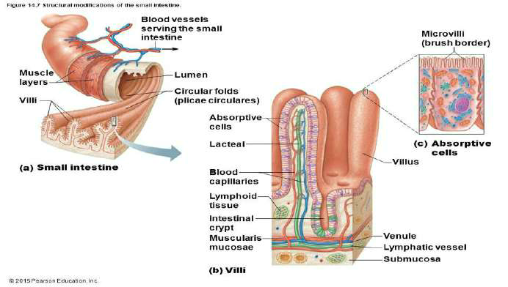 Figure 14.7 Structural modifications of the small intestine.
Blood vessels
serving the small
intestine
Muscle
layers
Villi
Lumen
Circular folds
(plicae circulares)
(a) Small intestine
Absorptive
cells
Lacteal
Blood
capillaries
Lymphoid
tissue
Intestinal
crypt
Muscularis
mucosae
Villus
Venule
Lymphatic vessel
Submucosa
(b) Villi
Microvilli
(brush border)
(c) Absorptive
cells
© 2015 Pearson Education, Inc.